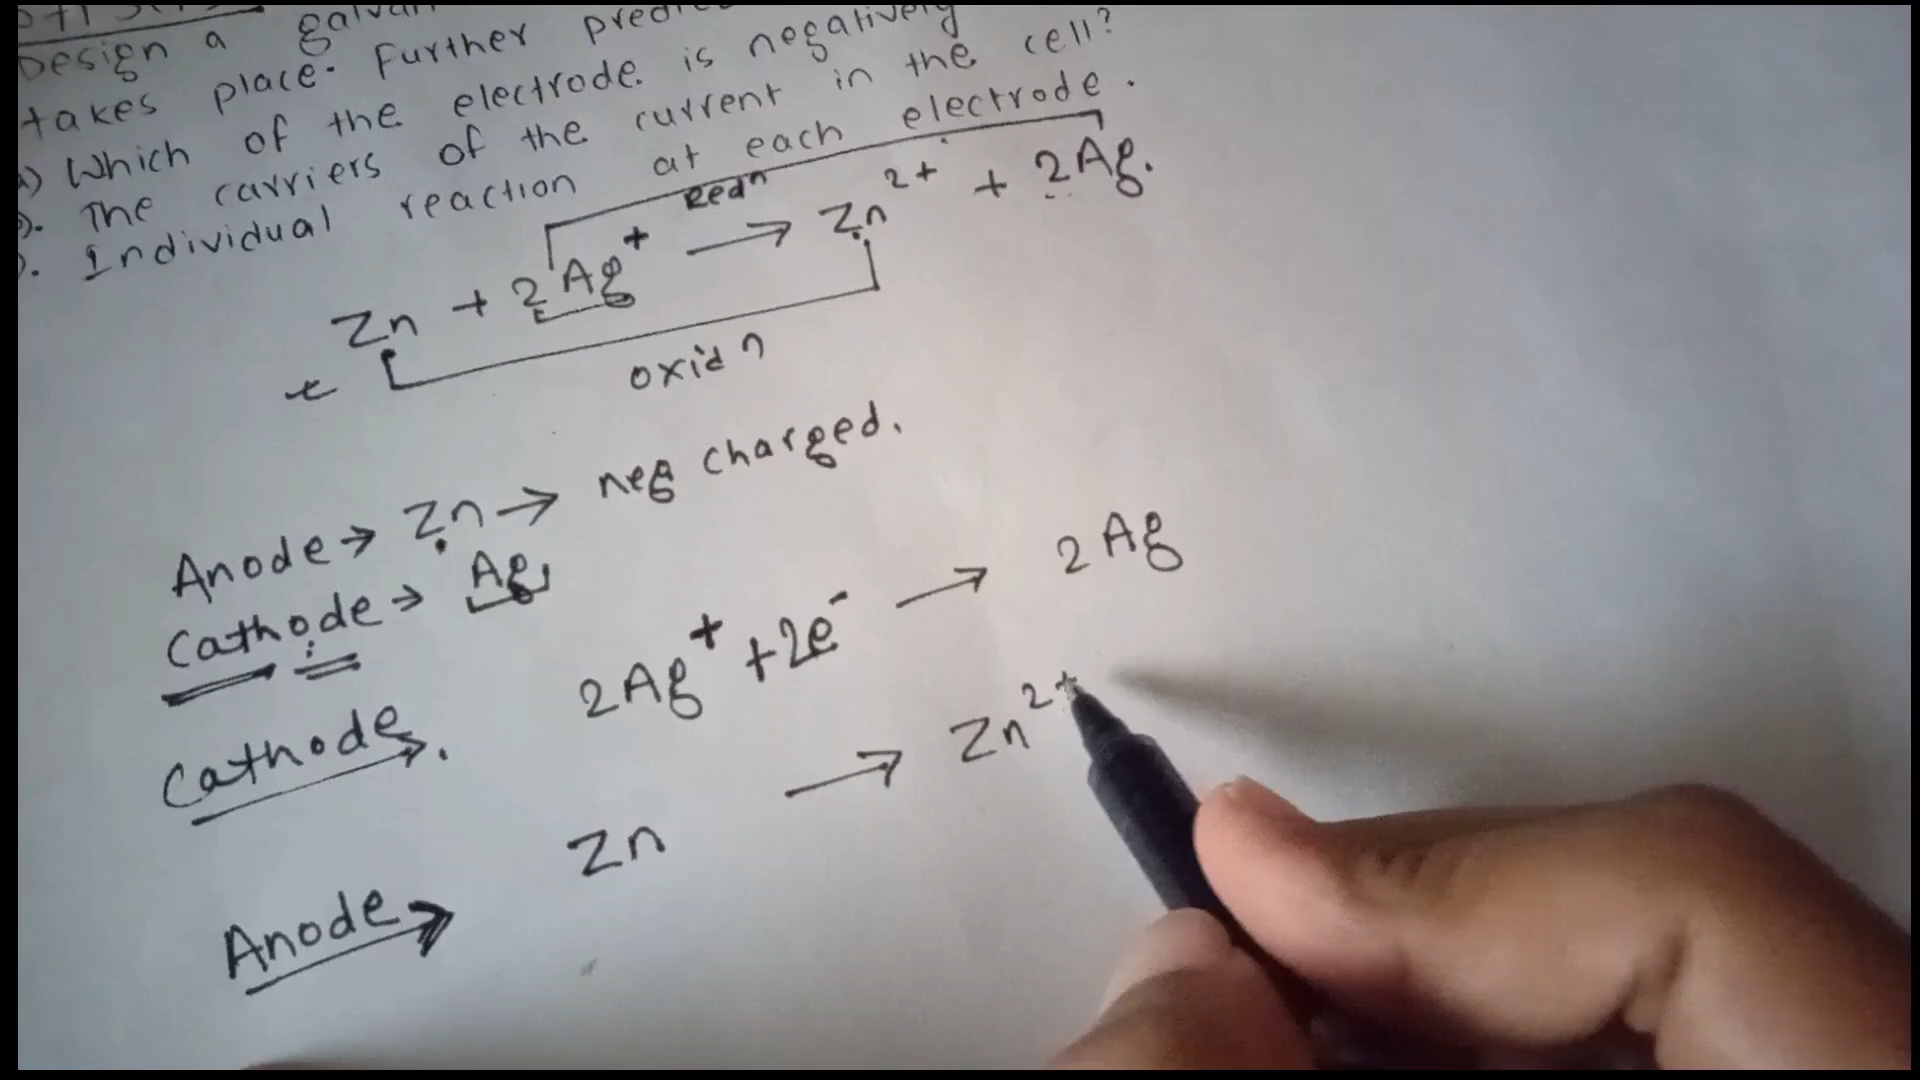 Design a
takes place. Further
Which of the electrode is negatively
The carriers of the current in the cell?
Individual reaction at each electrode.
Redn
Zn + 2Ag+ → Zn2+ + 2Ag.
oxidn
Anode → Zn → neg charged.
Cathode → Ag
Cathode. 2Ag+ + 2e- → 2Ag
Anode → Zn → Zn2+